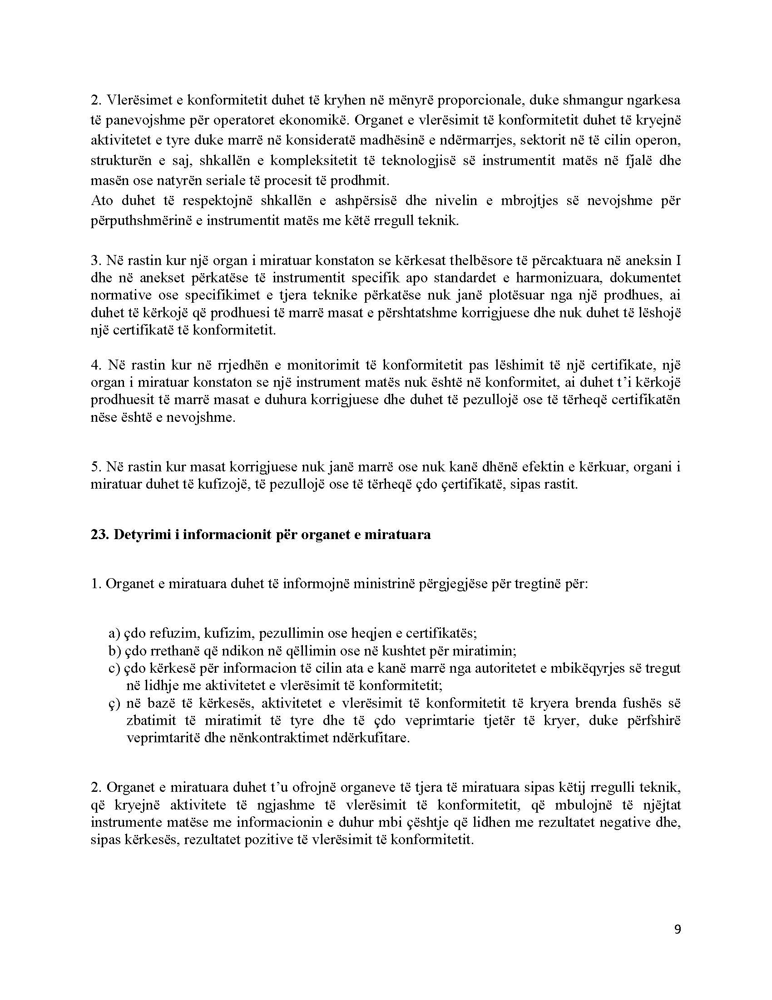 2. Vlerësimet e konformitetit duhet të kryhen në mënyrë proporcionale, duke shmangur ngarkesa
të panevojshme për operatoret ekonomikë. Organet e vlerësimit të konformitetit duhet të kryejnë
aktivitetet e tyre duke marrë në konsideratë madhësinë e ndërmarrjes, sektorit në të cilin operon,
strukturën e saj, shkallën e kompleksitetit të teknologjisë së instrumentit matës në fjalë dhe
masën ose natyrën seriale të procesit të prodhmit.
Ato duhet të respektojnë shkallën e ashpërsisë dhe nivelin e mbrojtjes së nevojshme për
përputhshmërinë e instrumentit matës me këtë rregull teknik.
3. Në rastin kur një organ i miratuar konstaton se kërkesat thelbësore të përcaktuara në aneksin I
dhe në anekset përkatëse të instrumentit specifik apo standardet e harmonizuara, dokumentet
normative ose specifikimet e tjera teknike përkatëse nuk janë plotësuar nga një prodhues, ai
duhet të kërkojë që prodhuesi të marrë masat e përshtatshme korrigjuese dhe nuk duhet të lëshojë
një certifikatë të konformitetit.
4. Në rastin kur në rrjedhën e monitorimit të konformitetit pas lëshimit të një certifikate, një
organ i miratuar konstaton se një instrument matës nuk është në konformitet, ai duhet t’i kërkojë
prodhuesit të marrë masat e duhura korrigjuese dhe duhet të pezullojë ose të tërheqë certifikatën
nëse është e nevojshme.
5. Në rastin kur masat korrigjuese nuk janë marrë ose nuk kanë dhënë efektin e kërkuar, organi i
miratuar duhet të kufizojë, të pezullojë ose të tërheqë çdo çertifikatë, sipas rastit.
23. Detyrimi i informacionit për organet e miratuara
1. Organet e miratuara duhet të informojnë ministrinë përgjegjëse për tregtinë për:
a) çdo refuzim, kufizim, pezullimin ose heqjen e certifikatës;
b) çdo rrethanë që ndikon në qëllimin ose në kushtet për miratimin;
c) çdo kërkesë për informacion të cilin ata e kanë marrë nga autoritetet e mbikëqyrjes së tregut
në lidhje me aktivitetet e vlerësimit të konformitetit;
ç) në bazë të kërkesës, aktivitetet e vlerësimit të konformitetit të kryera brenda fushës së
zbatimit të miratimit të tyre dhe të çdo veprimtarie tjetër të kryer, duke përfshirë
veprimtaritë dhe nënkontraktimet ndërkufitare.
2. Organet e miratuara duhet t’u ofrojnë organeve të tjera të miratuara sipas këtij rregulli teknik,
që kryejnë aktivitete të ngjashme të vlerësimit të konformitetit, që mbulojnë të njëjtat
instrumente matëse me informacionin e duhur mbi çështje që lidhen me rezultatet negative dhe,
sipas kërkesës, rezultatet pozitive të vlerësimit të konformitetit.
9